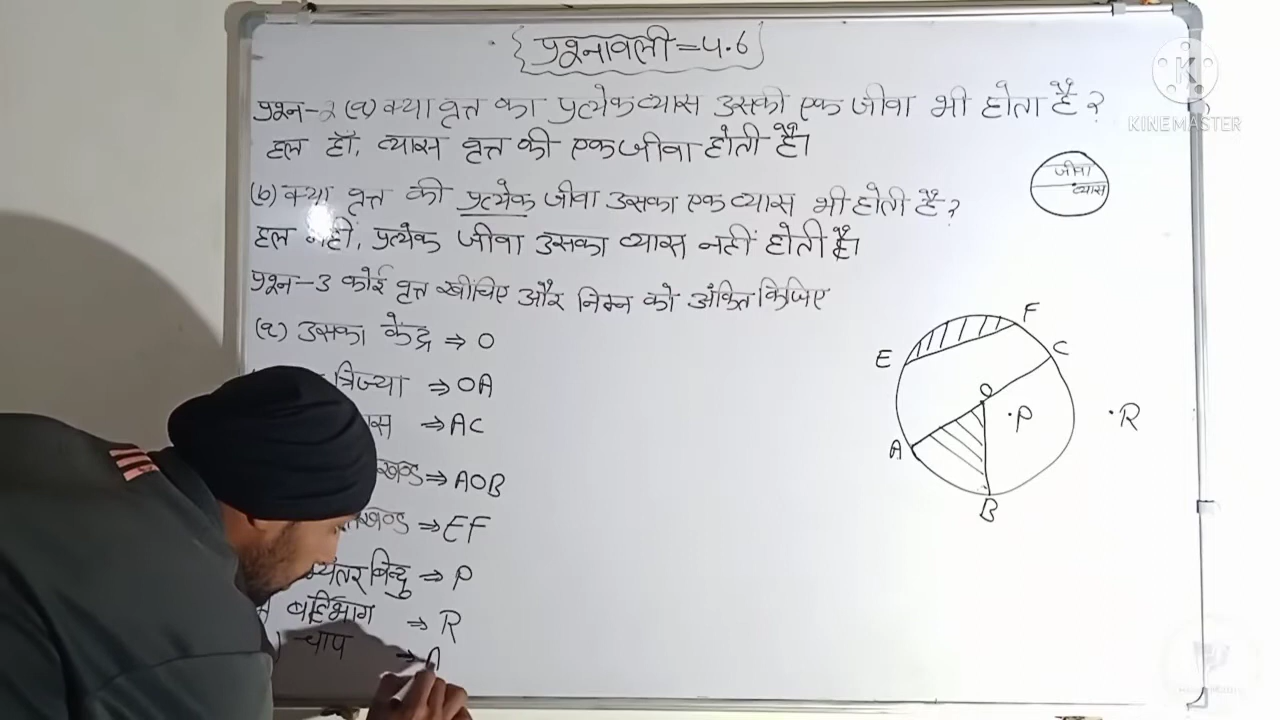 प्रश्नावली = 4.6
प्रश्न-2 (a) क्या वृत्त का प्रत्येक व्यास उसकी एक जीवा भी होता है ?
हल हाँ, व्यास वृत्त की एक जीवा होती है।
(b) क्या वृत्त की प्रत्येक जीवा उसका एक व्यास भी होती है ?
हल नहीं, प्रत्येक जीवा उसका व्यास नहीं होती है।
प्रश्न-3 कोई वृत्त खींचिए और निम्न को अंकित किजिए
(a) उसका केंद्र ⇒ O
त्रिज्या ⇒ OA
⇒ AC
⇒ AOB
⇒ EF
बिन्दु ⇒ P
बहिर्भाग ⇒ R
चाप ⇒ A
जीवा
व्यास
F
E
C
O
P
R
A
B
K
KINEMASTER